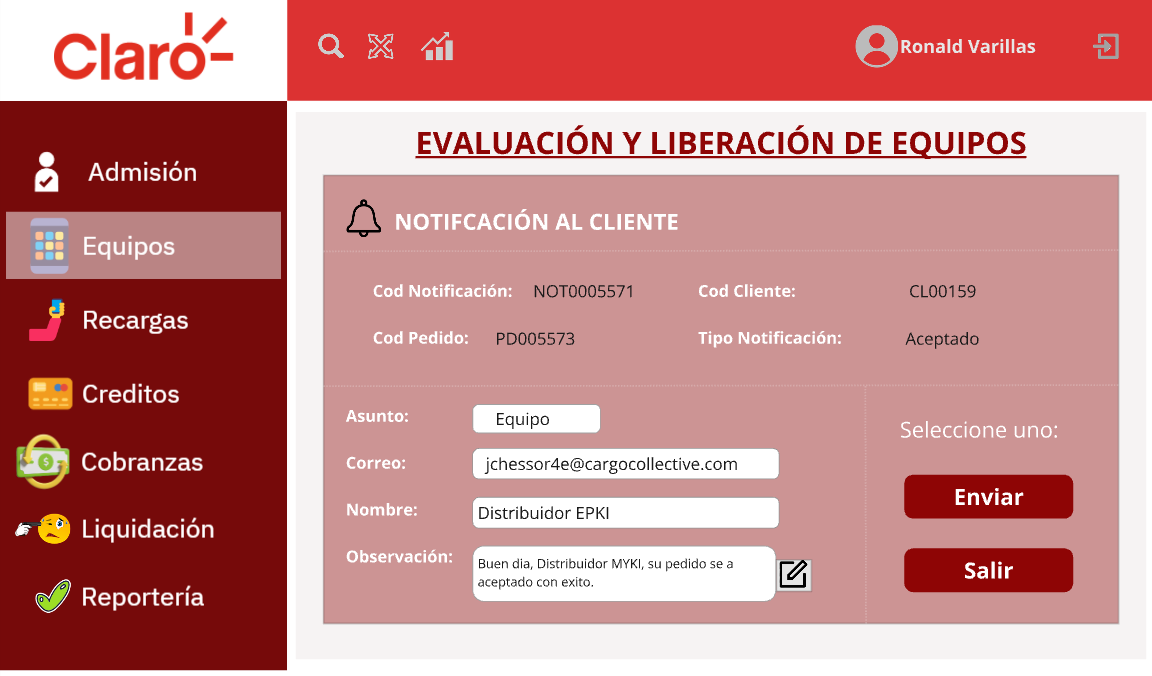 Claro
Ronald Varillas
Admisión
Equipos
Recargas
Creditos
Cobranzas
Liquidación
Reportería
EVALUACIÓN Y LIBERACIÓN DE EQUIPOS
NOTIFCACIÓN AL CLIENTE
Cod Notificación: NOT0005571 Cod Cliente: CL00159
Cod Pedido: PD005573 Tipo Notificación: Aceptado
Asunto: Equipo
Correo: jchessor4e@cargocollective.com
Nombre: Distribuidor EPKI
Observación: Buen dia, Distribuidor MYKI, su pedido se a
aceptado con exito.
Seleccione uno:
Enviar
Salir